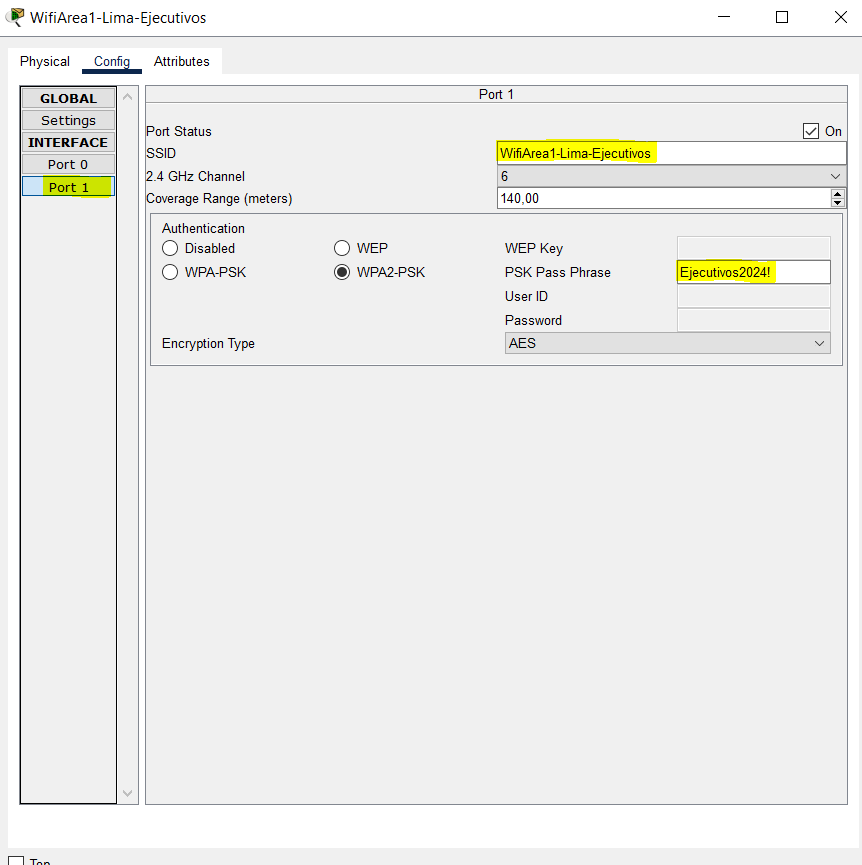 WifiArea1-Lima-Ejecutivos
Physical Config Attributes
GLOBAL
Settings
INTERFACE
Port 0
Port 1
Port 1
Port Status On
SSID WifiArea1-Lima-Ejecutivos
2.4 GHz Channel 6
Coverage Range (meters) 140,00
Authentication
Disabled WEP WEP Key
WPA-PSK WPA2-PSK PSK Pass Phrase Ejecutivos2024!
User ID
Password
Encryption Type AES
Top